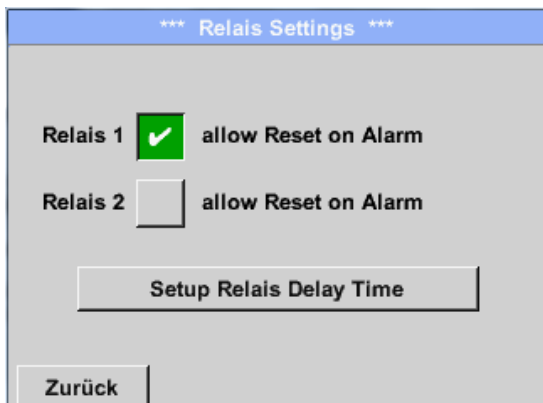 *** Relais Settings ***
Relais 1 ✔ allow Reset on Alarm
Relais 2 allow Reset on Alarm
Setup Relais Delay Time
Zurück